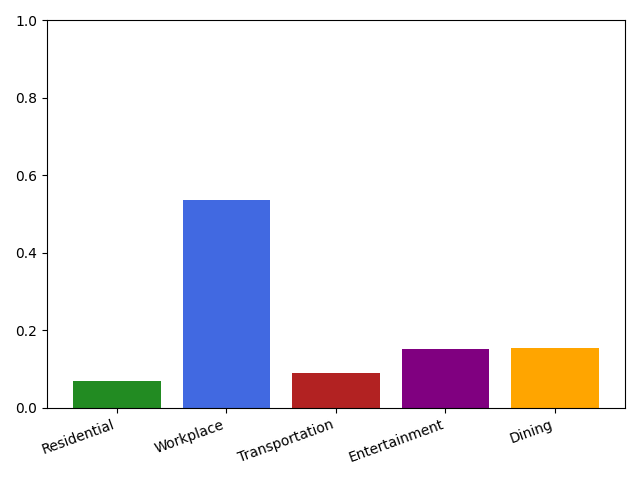 1.0
0.8
0.6
0.4
0.2
0.0
Residential
Workplace
Transportation
Entertainment
Dining